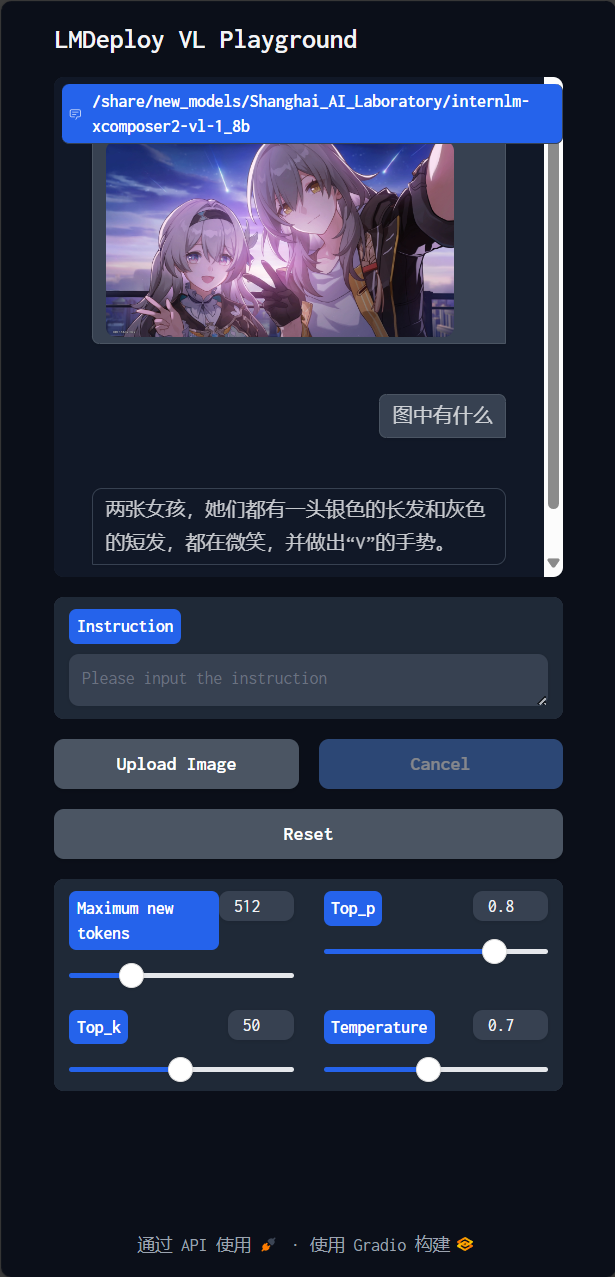 LMDeploy VL Playground
/share/new_models/Shanghai_AI_Laboratory/internlm-
xcomposer2-vl-1_8b
图中有什么
两张女孩，她们都有一头银色的长发和灰色
的短发，都在微笑，并做出“V”的手势。
Instruction
Please input the instruction
Upload Image
Cancel
Reset
Maximum new
tokens
512
Top_p
0.8
Top_k
50
Temperature
0.7
通过 API 使用 · 使用 Gradio 构建